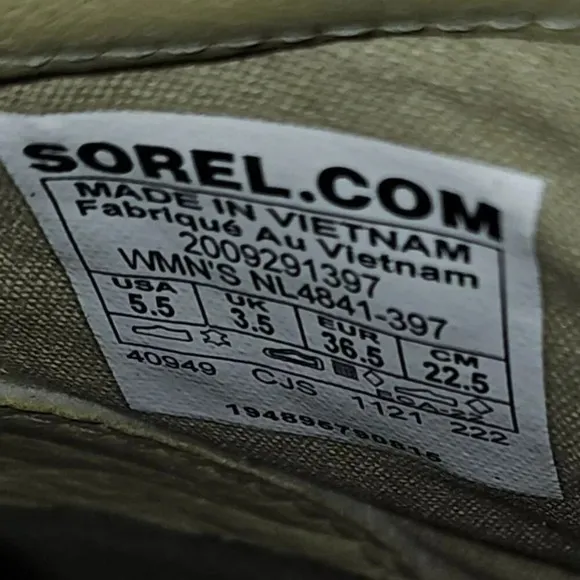 SOREL.COM
MADE IN VIETNAM
Fabriqué Au Vietnam
2009291397
WMN'S NL4841-397
USA UK EUR CM
5.5 3.5 36.5 22.5
40949 CJS 1121 222